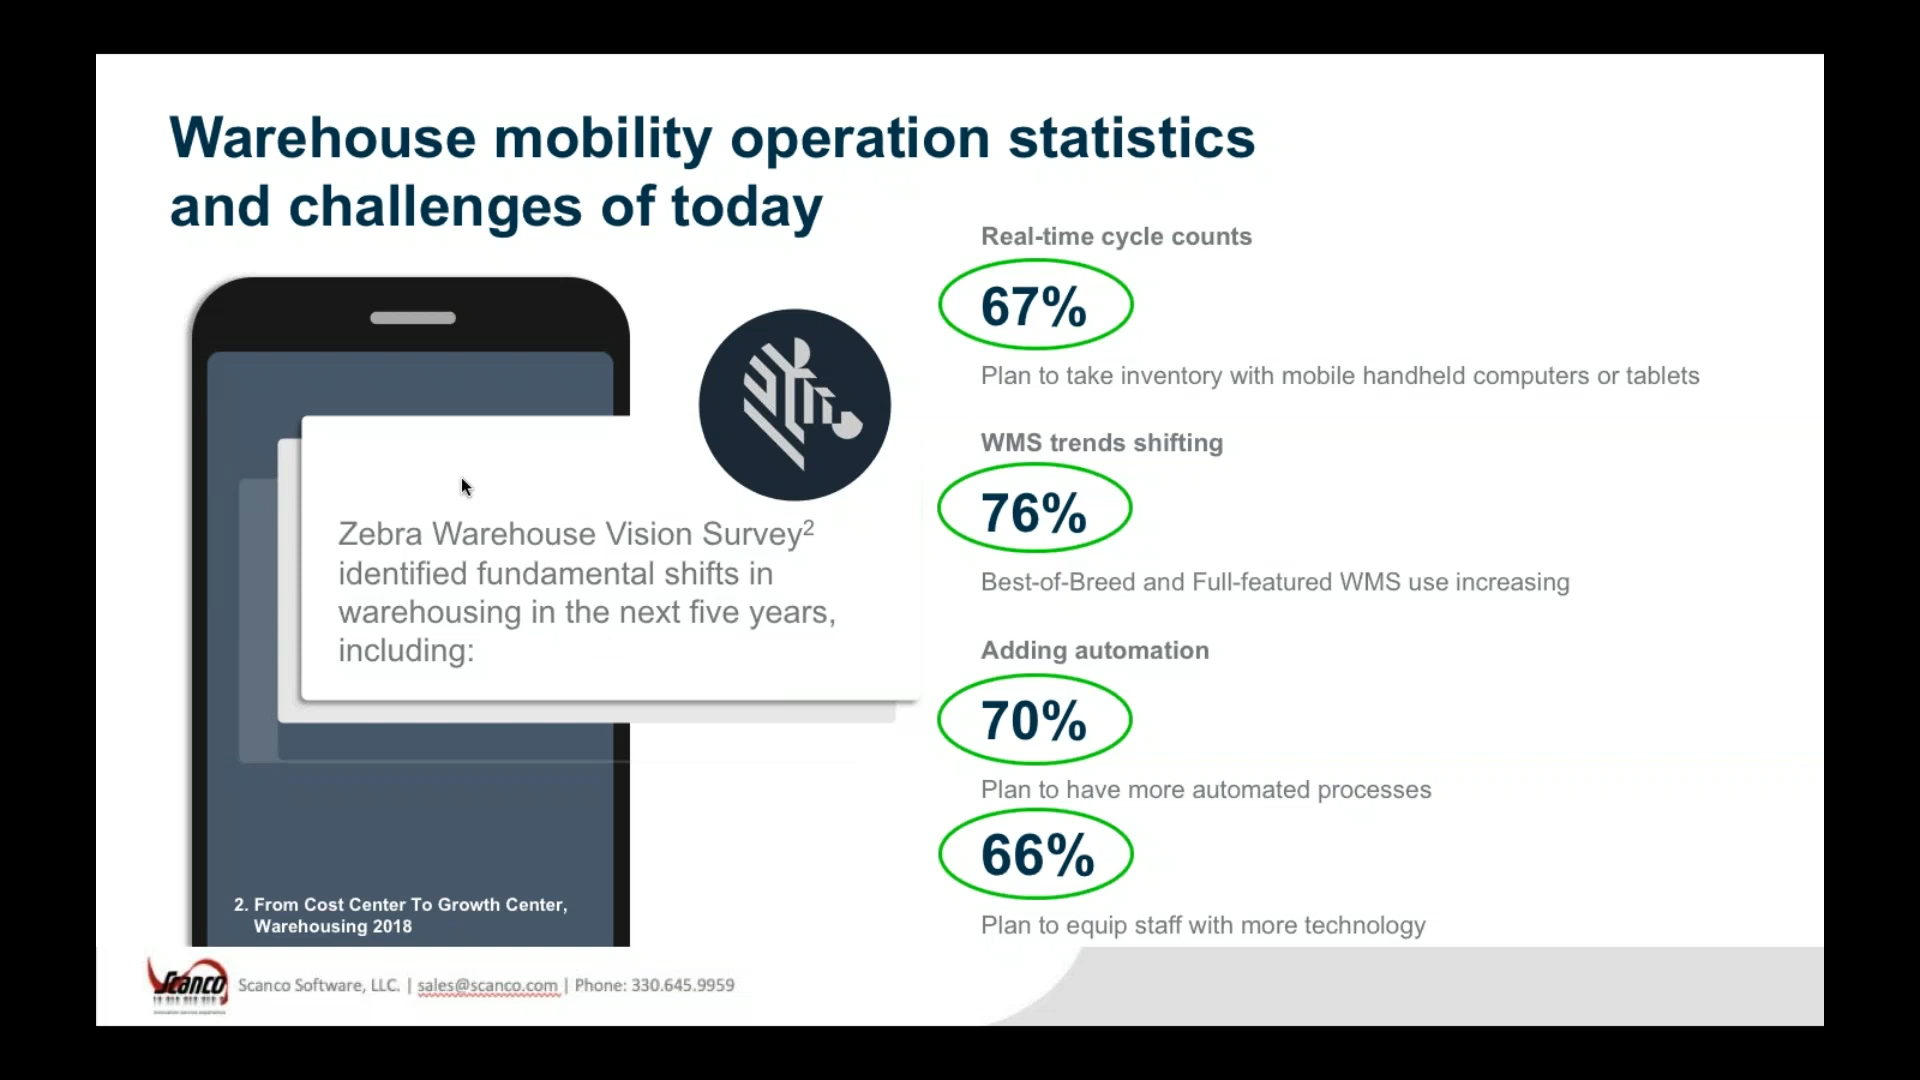 Warehouse mobility operation statistics
and challenges of today
Zebra Warehouse Vision Survey²
identified fundamental shifts in
warehousing in the next five years,
including:
2. From Cost Center To Growth Center,
Warehousing 2018
Real-time cycle counts
67%
Plan to take inventory with mobile handheld computers or tablets
WMS trends shifting
76%
Best-of-Breed and Full-featured WMS use increasing
Adding automation
70%
Plan to have more automated processes
66%
Plan to equip staff with more technology
Scanco
Scanco Software, LLC. | sales@scanco.com | Phone: 330.645.9959